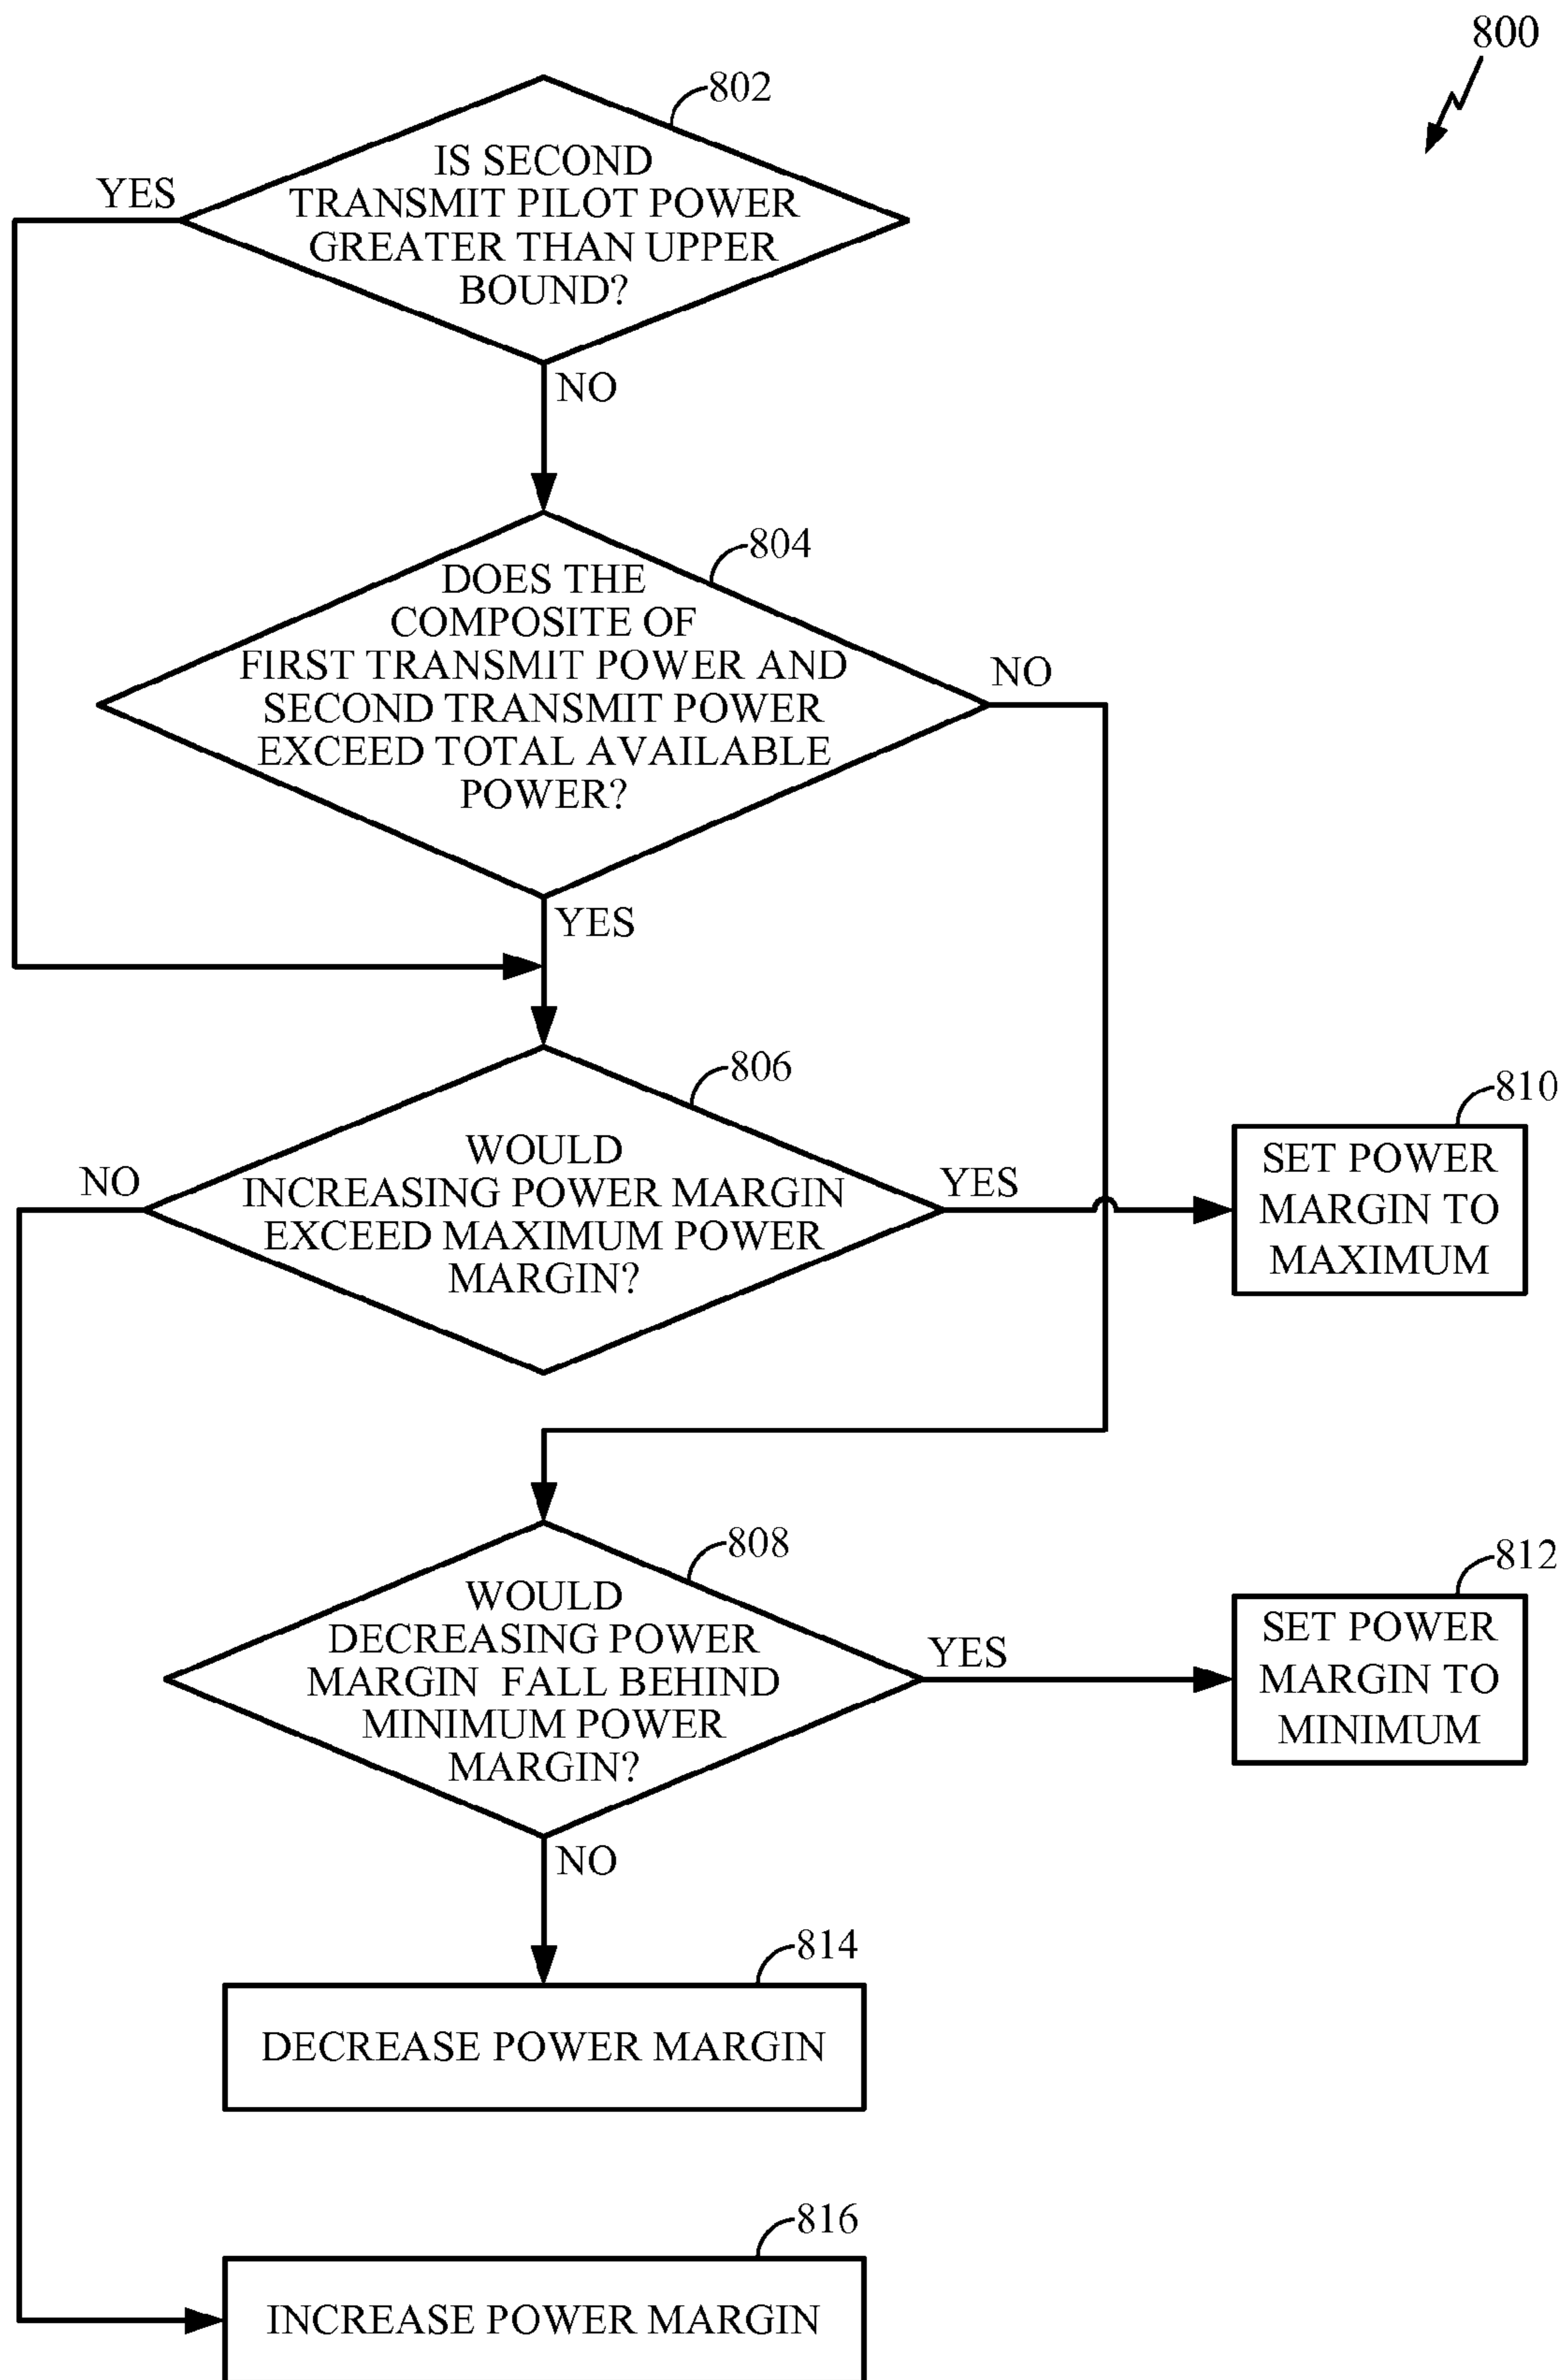 800
802
IS SECOND
TRANSMIT PILOT POWER
GREATER THAN UPPER
BOUND?
YES
NO
804
DOES THE
COMPOSITE OF
FIRST TRANSMIT POWER AND
SECOND TRANSMIT POWER
EXCEED TOTAL AVAILABLE
POWER?
NO
YES
806
WOULD
INCREASING POWER MARGIN
EXCEED MAXIMUM POWER
MARGIN?
NO
YES
810
SET POWER
MARGIN TO
MAXIMUM
808
WOULD
DECREASING POWER
MARGIN FALL BEHIND
MINIMUM POWER
MARGIN?
YES
812
SET POWER
MARGIN TO
MINIMUM
NO
814
DECREASE POWER MARGIN
816
INCREASE POWER MARGIN